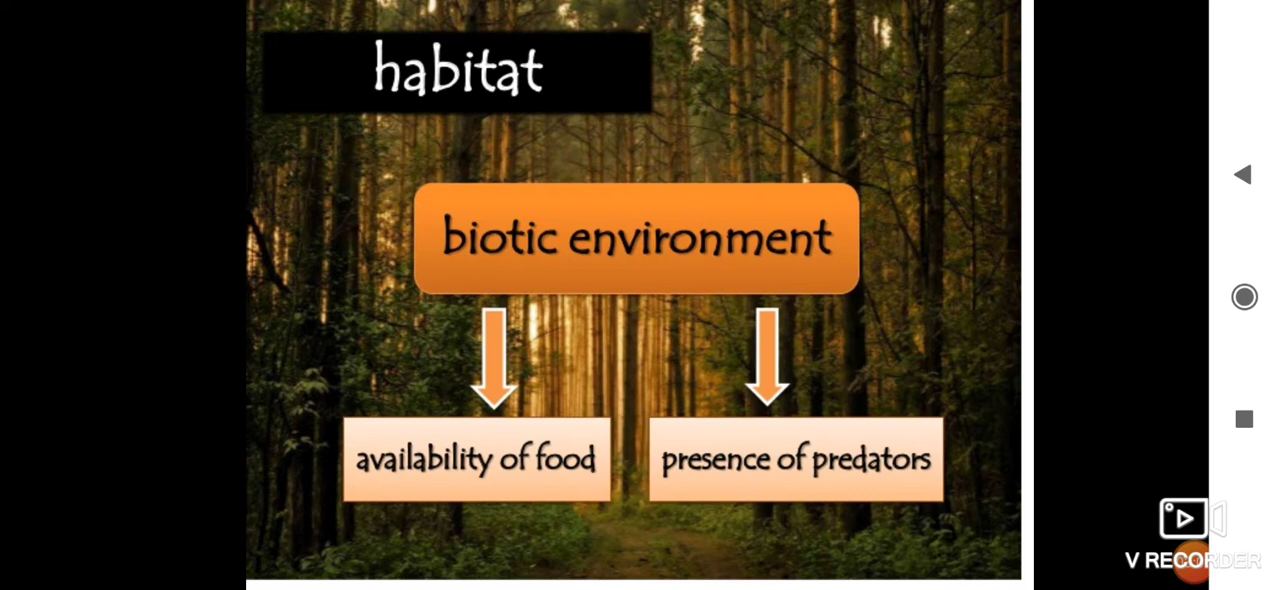 habitat
biotic environment
availability of food
presence of predators
V RECORDER